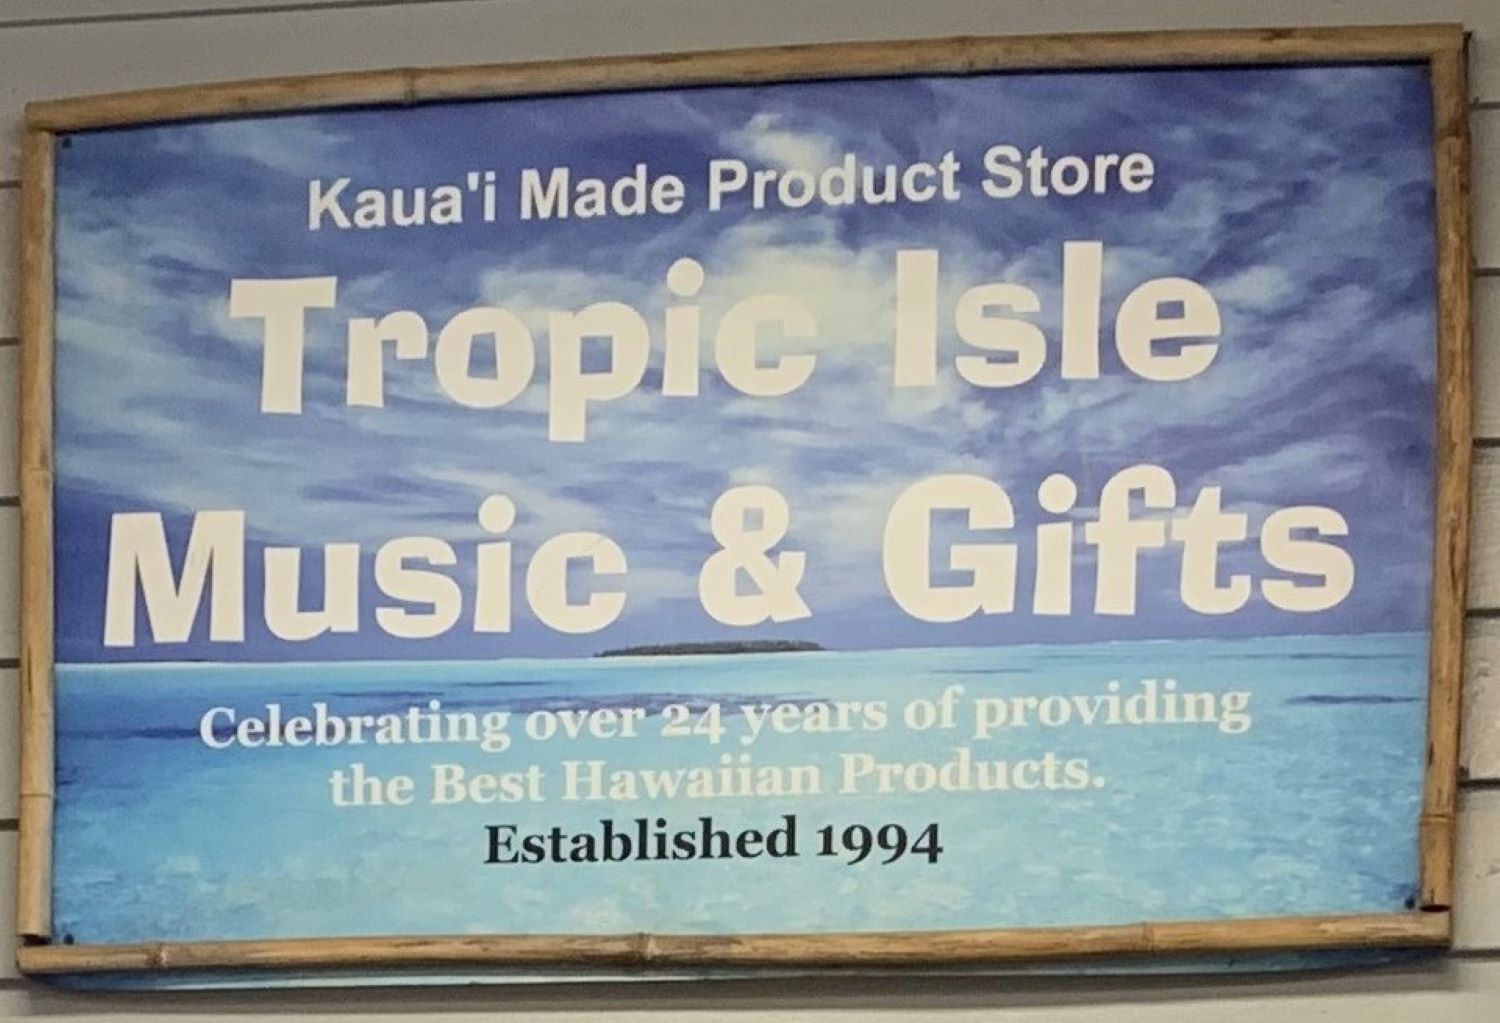 Kaua'i Made Product Store
Tropic Isle
Music & Gifts
Celebrating over 24 years of providing
the Best Hawaiian Products.
Established 1994